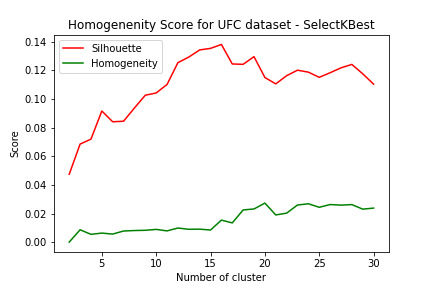 Homogenenity Score for UFC dataset - SelectKBest
Silhouette
Homogeneity
Score
0.14
0.12
0.10
0.08
0.06
0.04
0.02
0.00
5 10 15 20 25 30
Number of cluster